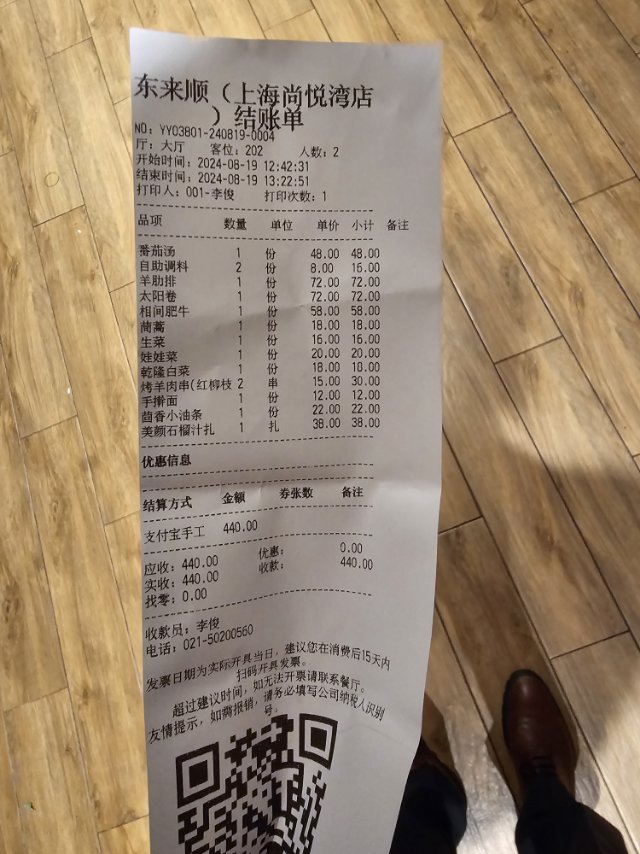 东来顺（上海尚悦湾店
）结账单
NO：YY03B01-240819-0004
厅：大厅 客位：202 人数：2
开始时间：2024-08-19 12:42:31
结束时间：2024-08-19 13:22:51
打印人：001-李俊 打印次数：1
品项 数量 单位 单价 小计 备注
番茄汤 1 份 48.00 48.00
自助调料 2 份 8.00 16.00
羊肋排 1 份 72.00 72.00
太阳卷 1 份 72.00 72.00
相间肥牛 1 份 58.00 58.00
茼蒿 1 份 18.00 18.00
生菜 1 份 16.00 16.00
娃娃菜 1 份 20.00 20.00
乾隆白菜 1 份 18.00 18.00
烤羊肉串(红柳枝 2 串 15.00 30.00
手擀面 1 份 12.00 12.00
茴香小油条 1 份 22.00 22.00
美颜石榴汁扎 1 扎 38.00 38.00
优惠信息
结算方式 金额 券张数 备注
支付宝手工 440.00
应收：440.00 优惠： 0.00
实收：440.00 收款： 440.00
找零：0.00
收款员：李俊
电话：021-50200560
发票日期为实际开具当日，建议您在消费后15天内
扫码开具发票。
超过建议时间，如无法开票请联系餐厅。
友情提示，如需报销，请务必填写公司纳税人识别
号。